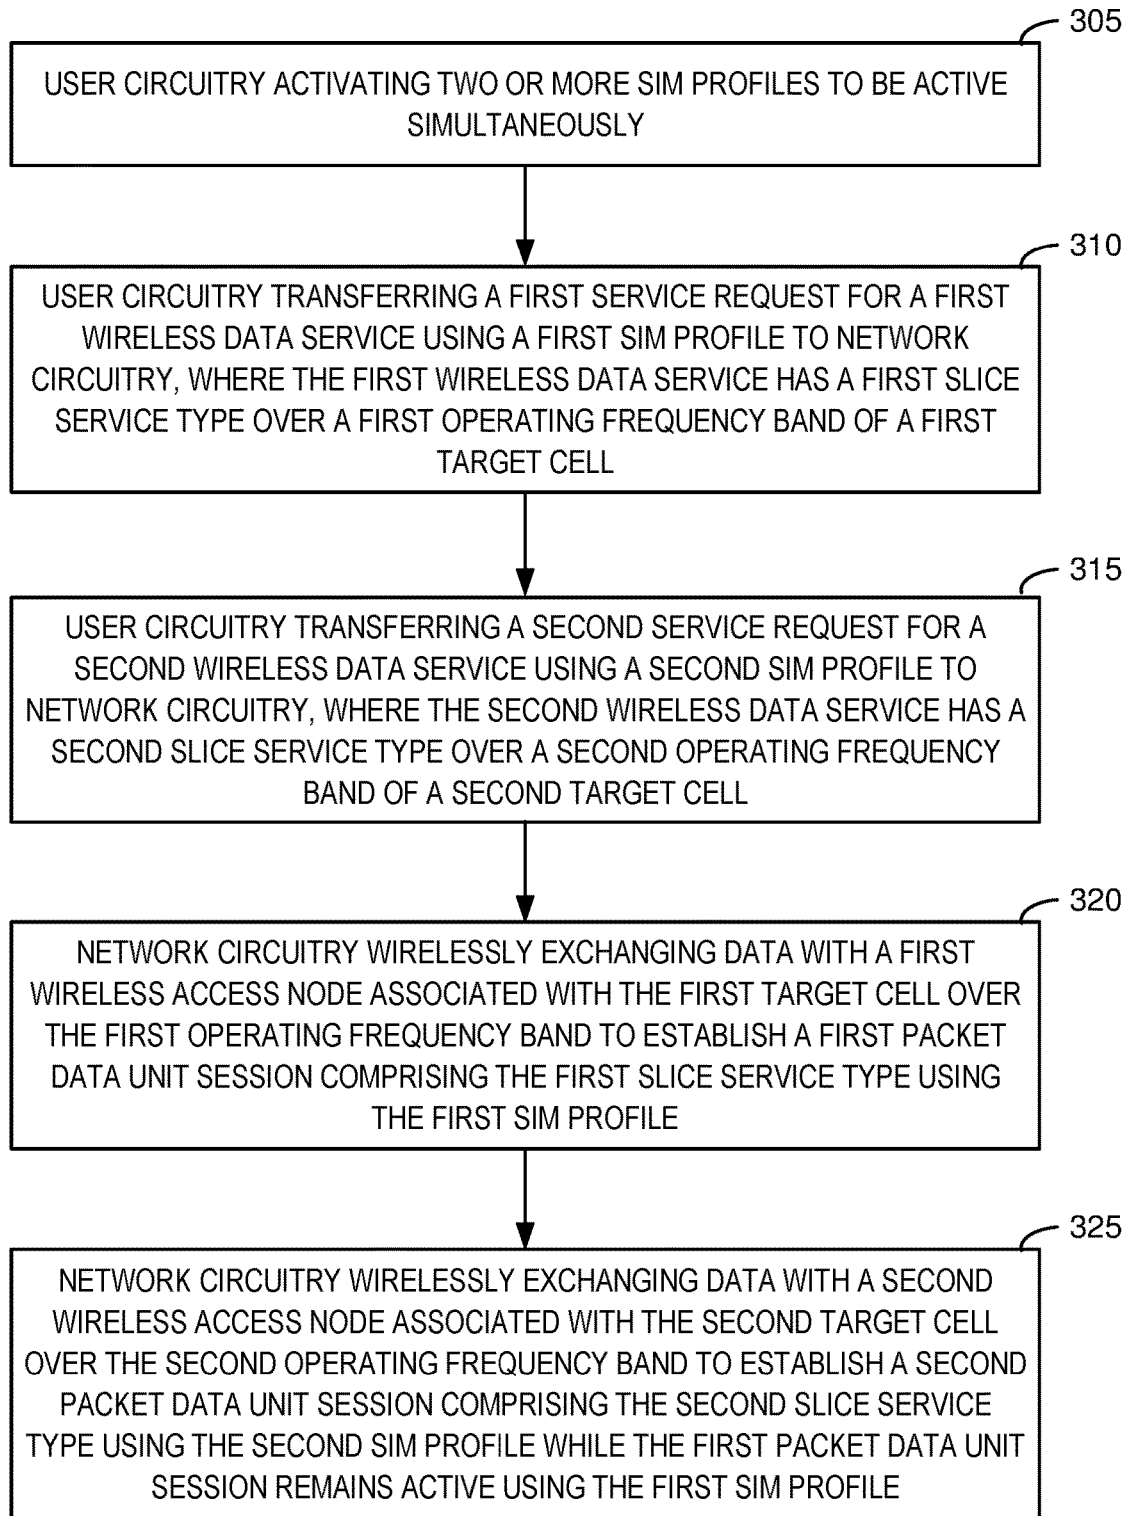 305
USER CIRCUITRY ACTIVATING TWO OR MORE SIM PROFILES TO BE ACTIVE
SIMULTANEOUSLY
310
USER CIRCUITRY TRANSFERRING A FIRST SERVICE REQUEST FOR A FIRST
WIRELESS DATA SERVICE USING A FIRST SIM PROFILE TO NETWORK
CIRCUITRY, WHERE THE FIRST WIRELESS DATA SERVICE HAS A FIRST SLICE
SERVICE TYPE OVER A FIRST OPERATING FREQUENCY BAND OF A FIRST
TARGET CELL
315
USER CIRCUITRY TRANSFERRING A SECOND SERVICE REQUEST FOR A
SECOND WIRELESS DATA SERVICE USING A SECOND SIM PROFILE TO
NETWORK CIRCUITRY, WHERE THE SECOND WIRELESS DATA SERVICE HAS A
SECOND SLICE SERVICE TYPE OVER A SECOND OPERATING FREQUENCY
BAND OF A SECOND TARGET CELL
320
NETWORK CIRCUITRY WIRELESSLY EXCHANGING DATA WITH A FIRST
WIRELESS ACCESS NODE ASSOCIATED WITH THE FIRST TARGET CELL OVER
THE FIRST OPERATING FREQUENCY BAND TO ESTABLISH A FIRST PACKET
DATA UNIT SESSION COMPRISING THE FIRST SLICE SERVICE TYPE USING
THE FIRST SIM PROFILE
325
NETWORK CIRCUITRY WIRELESSLY EXCHANGING DATA WITH A SECOND
WIRELESS ACCESS NODE ASSOCIATED WITH THE SECOND TARGET CELL
OVER THE SECOND OPERATING FREQUENCY BAND TO ESTABLISH A SECOND
PACKET DATA UNIT SESSION COMPRISING THE SECOND SLICE SERVICE
TYPE USING THE SECOND SIM PROFILE WHILE THE FIRST PACKET DATA UNIT
SESSION REMAINS ACTIVE USING THE FIRST SIM PROFILE